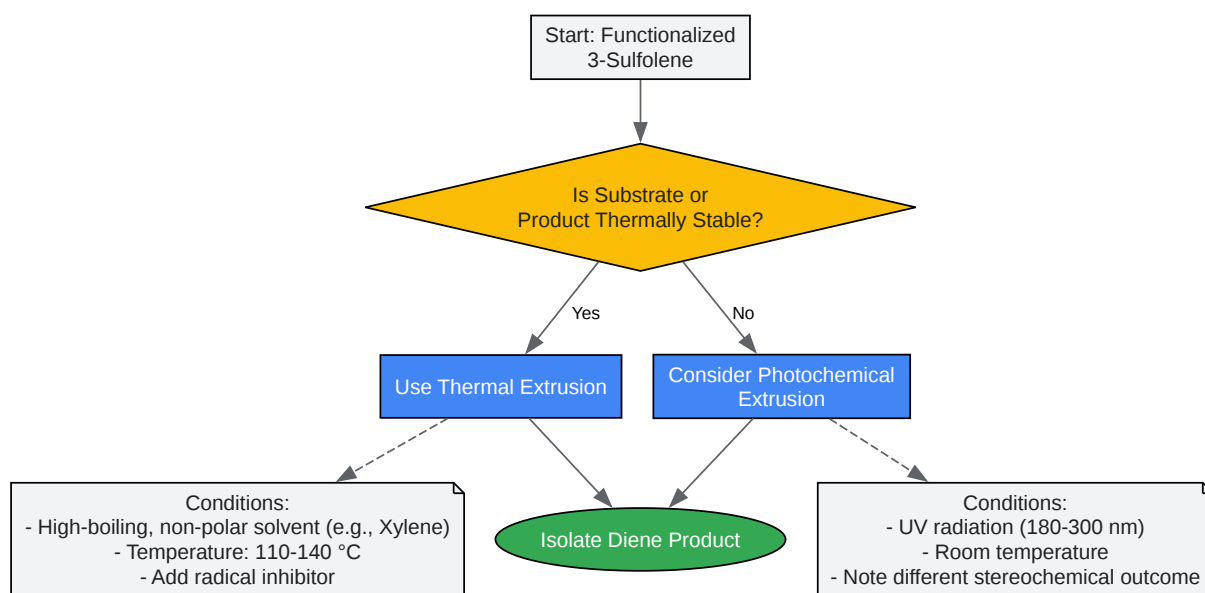 Start: Functionalized
3-Sulfolene
Is Substrate or
Product Thermally Stable?
Yes
No
Use Thermal Extrusion
Consider Photochemical
Extrusion
Conditions:
- High-boiling, non-polar solvent (e.g., Xylene)
- Temperature: 110-140 °C
- Add radical inhibitor
Isolate Diene Product
Conditions:
- UV radiation (180-300 nm)
- Room temperature
- Note different stereochemical outcome